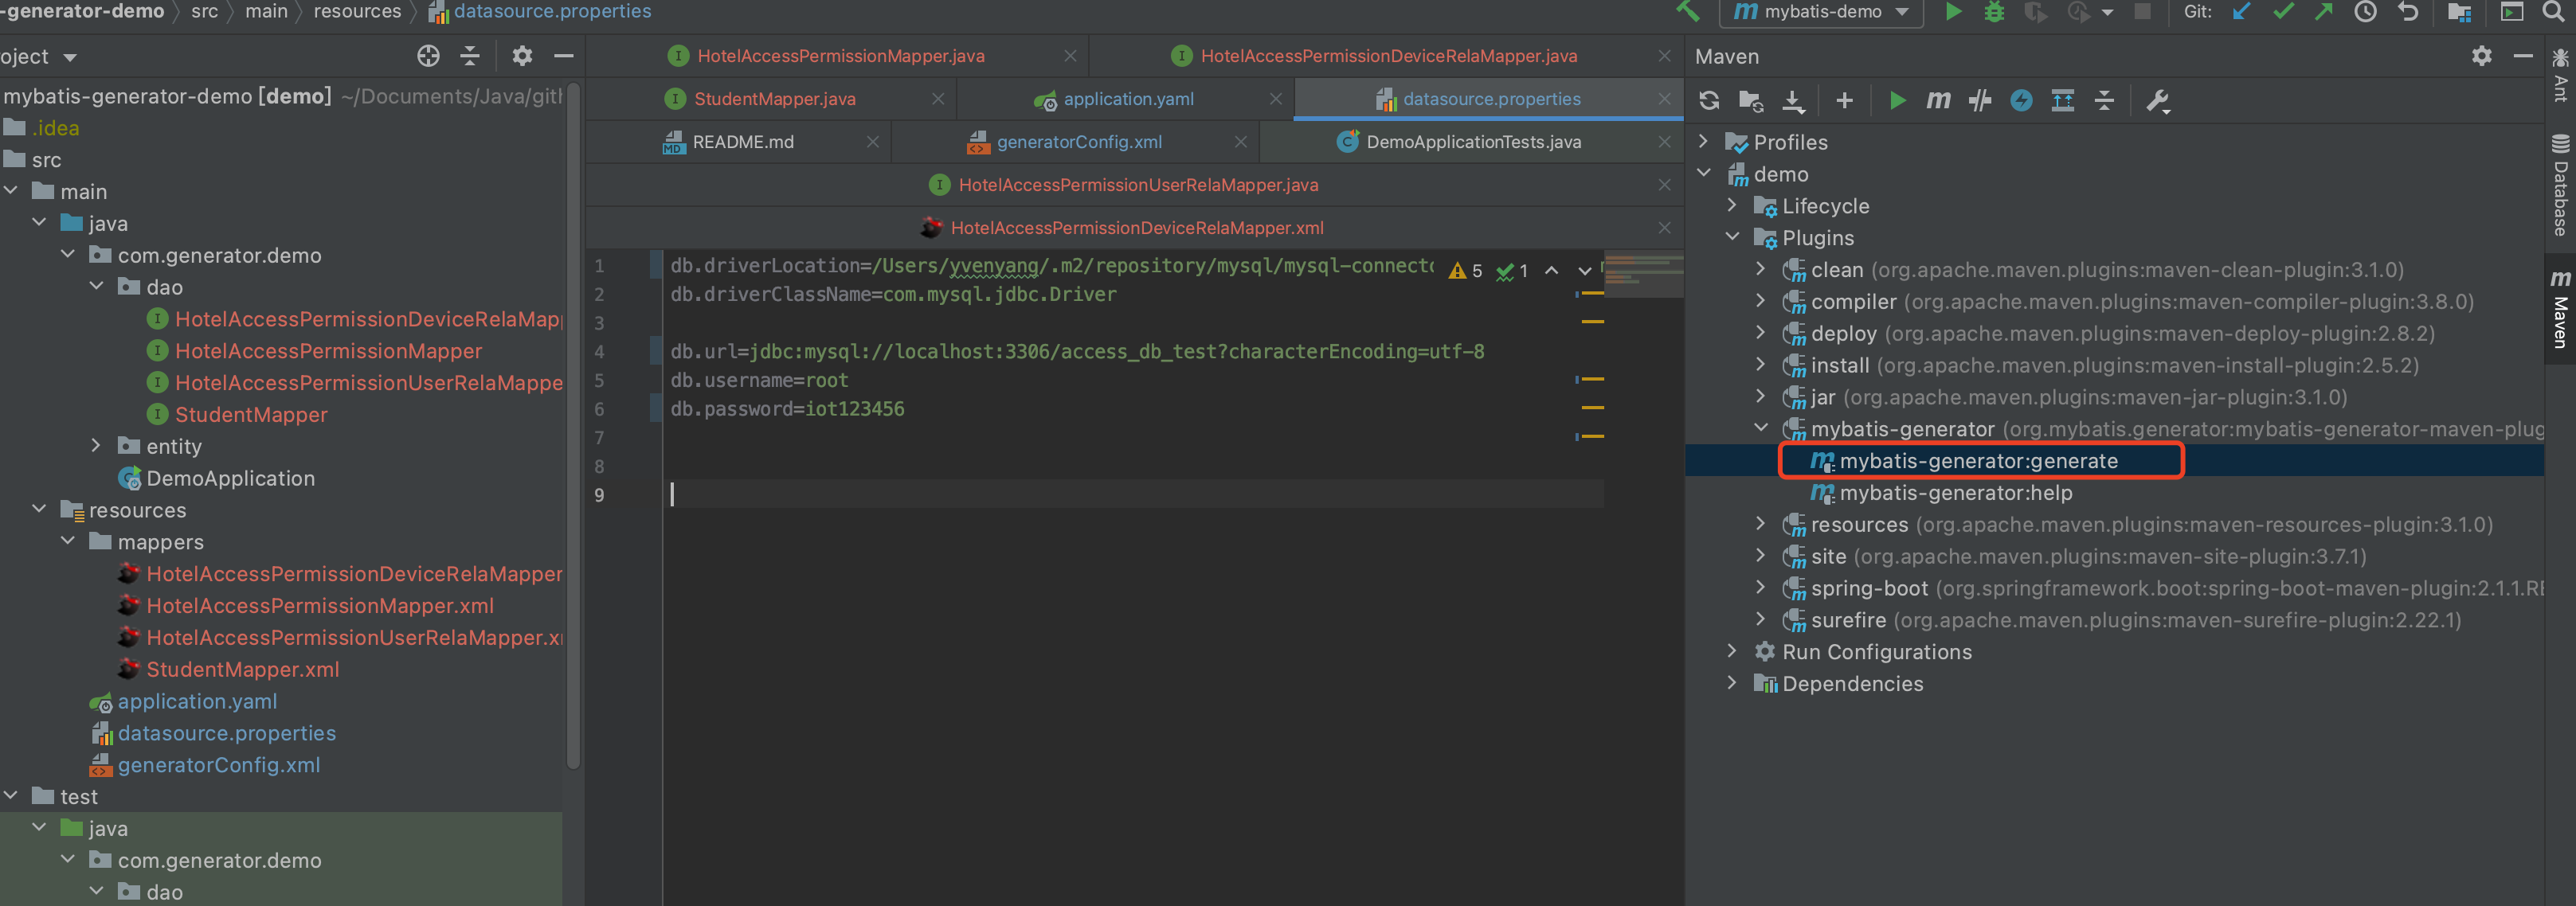 -generator-demo 〉 src 〉 main 〉 resources 〉 datasource.properties
mybatis-demo
Git:
oject
mybatis-generator-demo [demo] ~/Documents/Java/gith
.idea
src
main
java
com.generator.demo
dao
HotelAccessPermissionDeviceRelaMapp
HotelAccessPermissionMapper
HotelAccessPermissionUserRelaMappe
StudentMapper
entity
DemoApplication
resources
mappers
HotelAccessPermissionDeviceRelaMapper
HotelAccessPermissionMapper.xml
HotelAccessPermissionUserRelaMapper.xm
StudentMapper.xml
application.yaml
datasource.properties
generatorConfig.xml
test
java
com.generator.demo
dao
HotelAccessPermissionMapper.java
HotelAccessPermissionDeviceRelaMapper.java
StudentMapper.java
application.yaml
datasource.properties
README.md
generatorConfig.xml
DemoApplicationTests.java
HotelAccessPermissionUserRelaMapper.java
HotelAccessPermissionDeviceRelaMapper.xml
1 db.driverLocation=/Users/yvenyang/.m2/repository/mysql/mysql-connecto
5 1
2 db.driverClassName=com.mysql.jdbc.Driver
3
4 db.url=jdbc:mysql://localhost:3306/access_db_test?characterEncoding=utf-8
5 db.username=root
6 db.password=iot123456
7
8
9
Maven
Profiles
demo
Lifecycle
Plugins
clean (org.apache.maven.plugins:maven-clean-plugin:3.1.0)
compiler (org.apache.maven.plugins:maven-compiler-plugin:3.8.0)
deploy (org.apache.maven.plugins:maven-deploy-plugin:2.8.2)
install (org.apache.maven.plugins:maven-install-plugin:2.5.2)
jar (org.apache.maven.plugins:maven-jar-plugin:3.1.0)
mybatis-generator (org.mybatis.generator:mybatis-generator-maven-plug
mybatis-generator:generate
mybatis-generator:help
resources (org.apache.maven.plugins:maven-resources-plugin:3.1.0)
site (org.apache.maven.plugins:maven-site-plugin:3.7.1)
spring-boot (org.springframework.boot:spring-boot-maven-plugin:2.1.1.RE
surefire (org.apache.maven.plugins:maven-surefire-plugin:2.22.1)
Run Configurations
Dependencies
Ant
Database
Maven